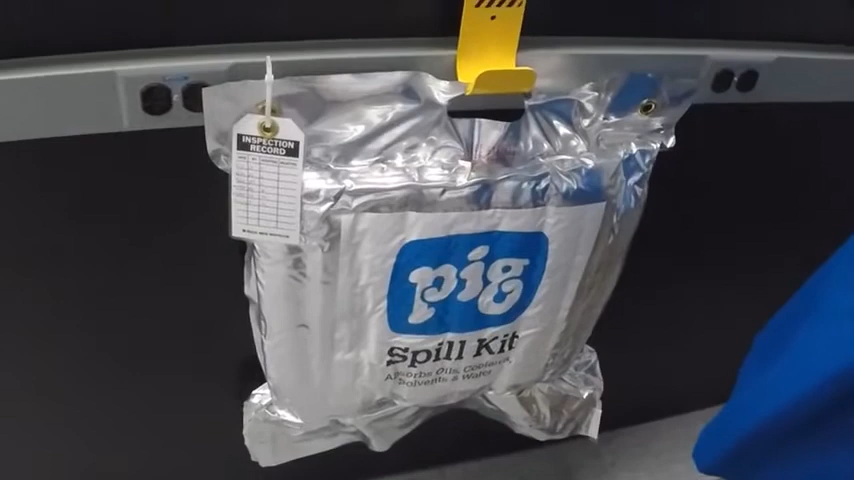 INSPECTION
RECORD
pig
Spill Kit
Absorbs Oils, Coolants,
Solvents & Water